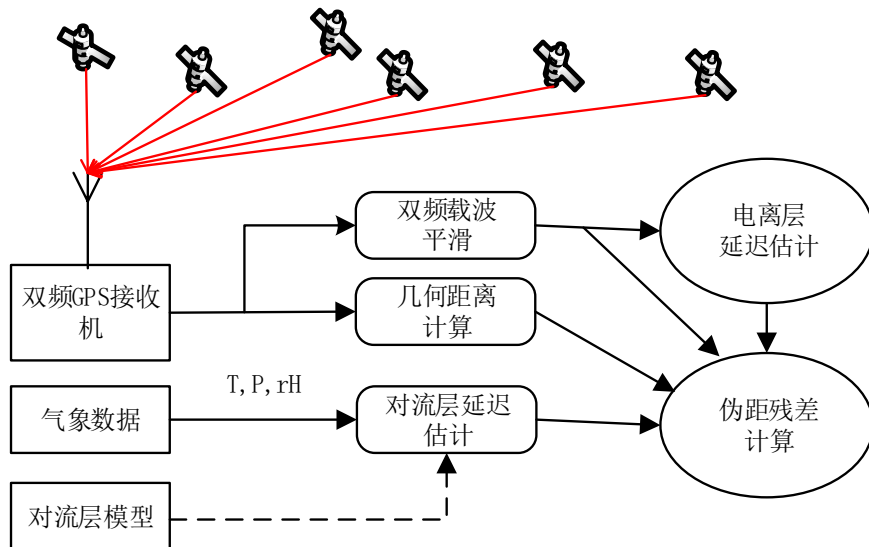 双频载波
平滑
电离层
延迟估计
双频GPS接收
机
几何距离
计算
T,P,rH
气象数据
对流层延迟
估计
伪距残差
计算
对流层模型